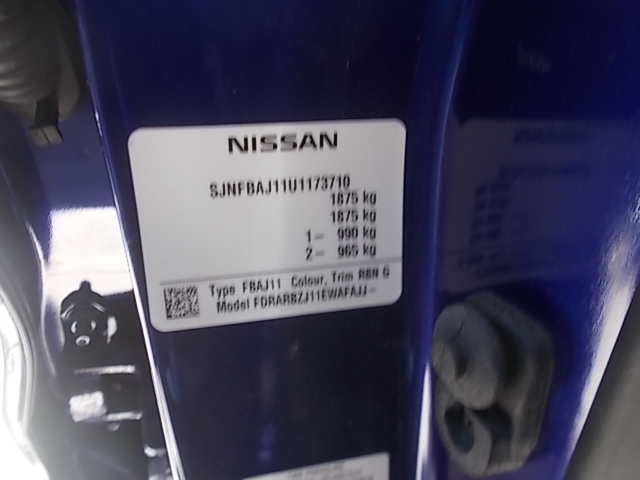 NISSAN
SJNFBAJ11U1173710
1875 kg
1875 kg
1- 990 kg
2- 965 kg
Type FBAJ11 Colour, Trim RBN G
Model FDRARBZJ11EWAFAJJ-